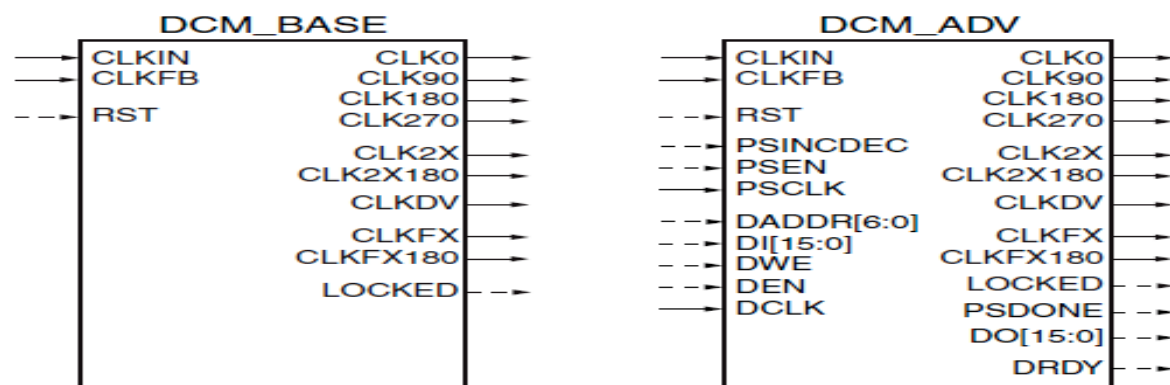 DCM_BASE
CLKIN
CLKFB
RST
CLK0
CLK90
CLK180
CLK270
CLK2X
CLK2X180
CLKDV
CLKFX
CLKFX180
LOCKED
DCM_ADV
CLKIN
CLKFB
RST
PSINCDEC
PSEN
PSCLK
DADDR[6:0]
DI[15:0]
DWE
DEN
DCLK
CLK0
CLK90
CLK180
CLK270
CLK2X
CLK2X180
CLKDV
CLKFX
CLKFX180
LOCKED
PSDONE
DO[15:0]
DRDY